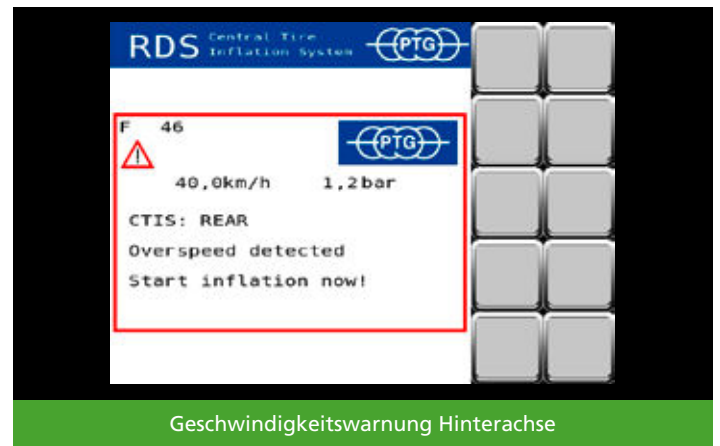 RDS Central Tire Inflation System PTG
F 46
PTG
40,0km/h 1,2bar
CTIS: REAR
Overspeed detected
Start inflation now!
Geschwindigkeitswarnung Hinterachse